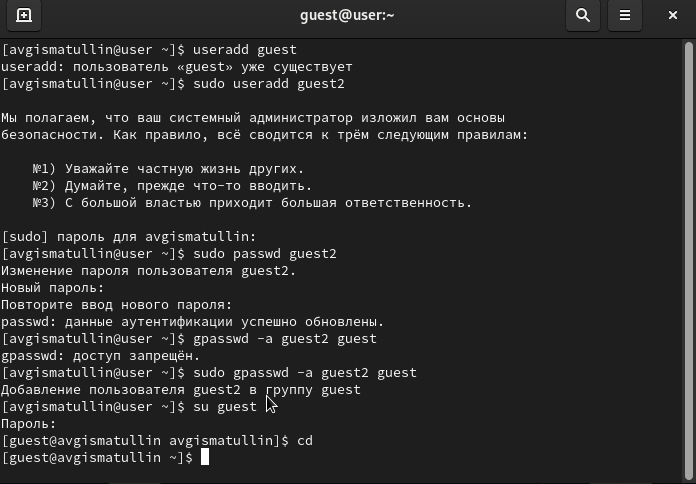 guest@user:~
[avgismatullin@user ~]$ useradd guest
useradd: пользователь «guest» уже существует
[avgismatullin@user ~]$ sudo useradd guest2
Мы полагаем, что ваш системный администратор изложил вам основы
безопасности. Как правило, всё сводится к трём следующим правилам:
№1) Уважайте частную жизнь других.
№2) Думайте, прежде что-то вводить.
№3) С большой властью приходит большая ответственность.
[sudo] пароль для avgismatullin:
[avgismatullin@user ~]$ sudo passwd guest2
Изменение пароля пользователя guest2.
Новый пароль:
Повторите ввод нового пароля:
passwd: данные аутентификации успешно обновлены.
[avgismatullin@user ~]$ gpasswd -a guest2 guest
gpasswd: доступ запрещён.
[avgismatullin@user ~]$ sudo gpasswd -a guest2 guest
Добавление пользователя guest2 в группу guest
[avgismatullin@user ~]$ su guest
Пароль:
[guest@avgismatullin avgismatullin]$ cd
[guest@avgismatullin ~]$